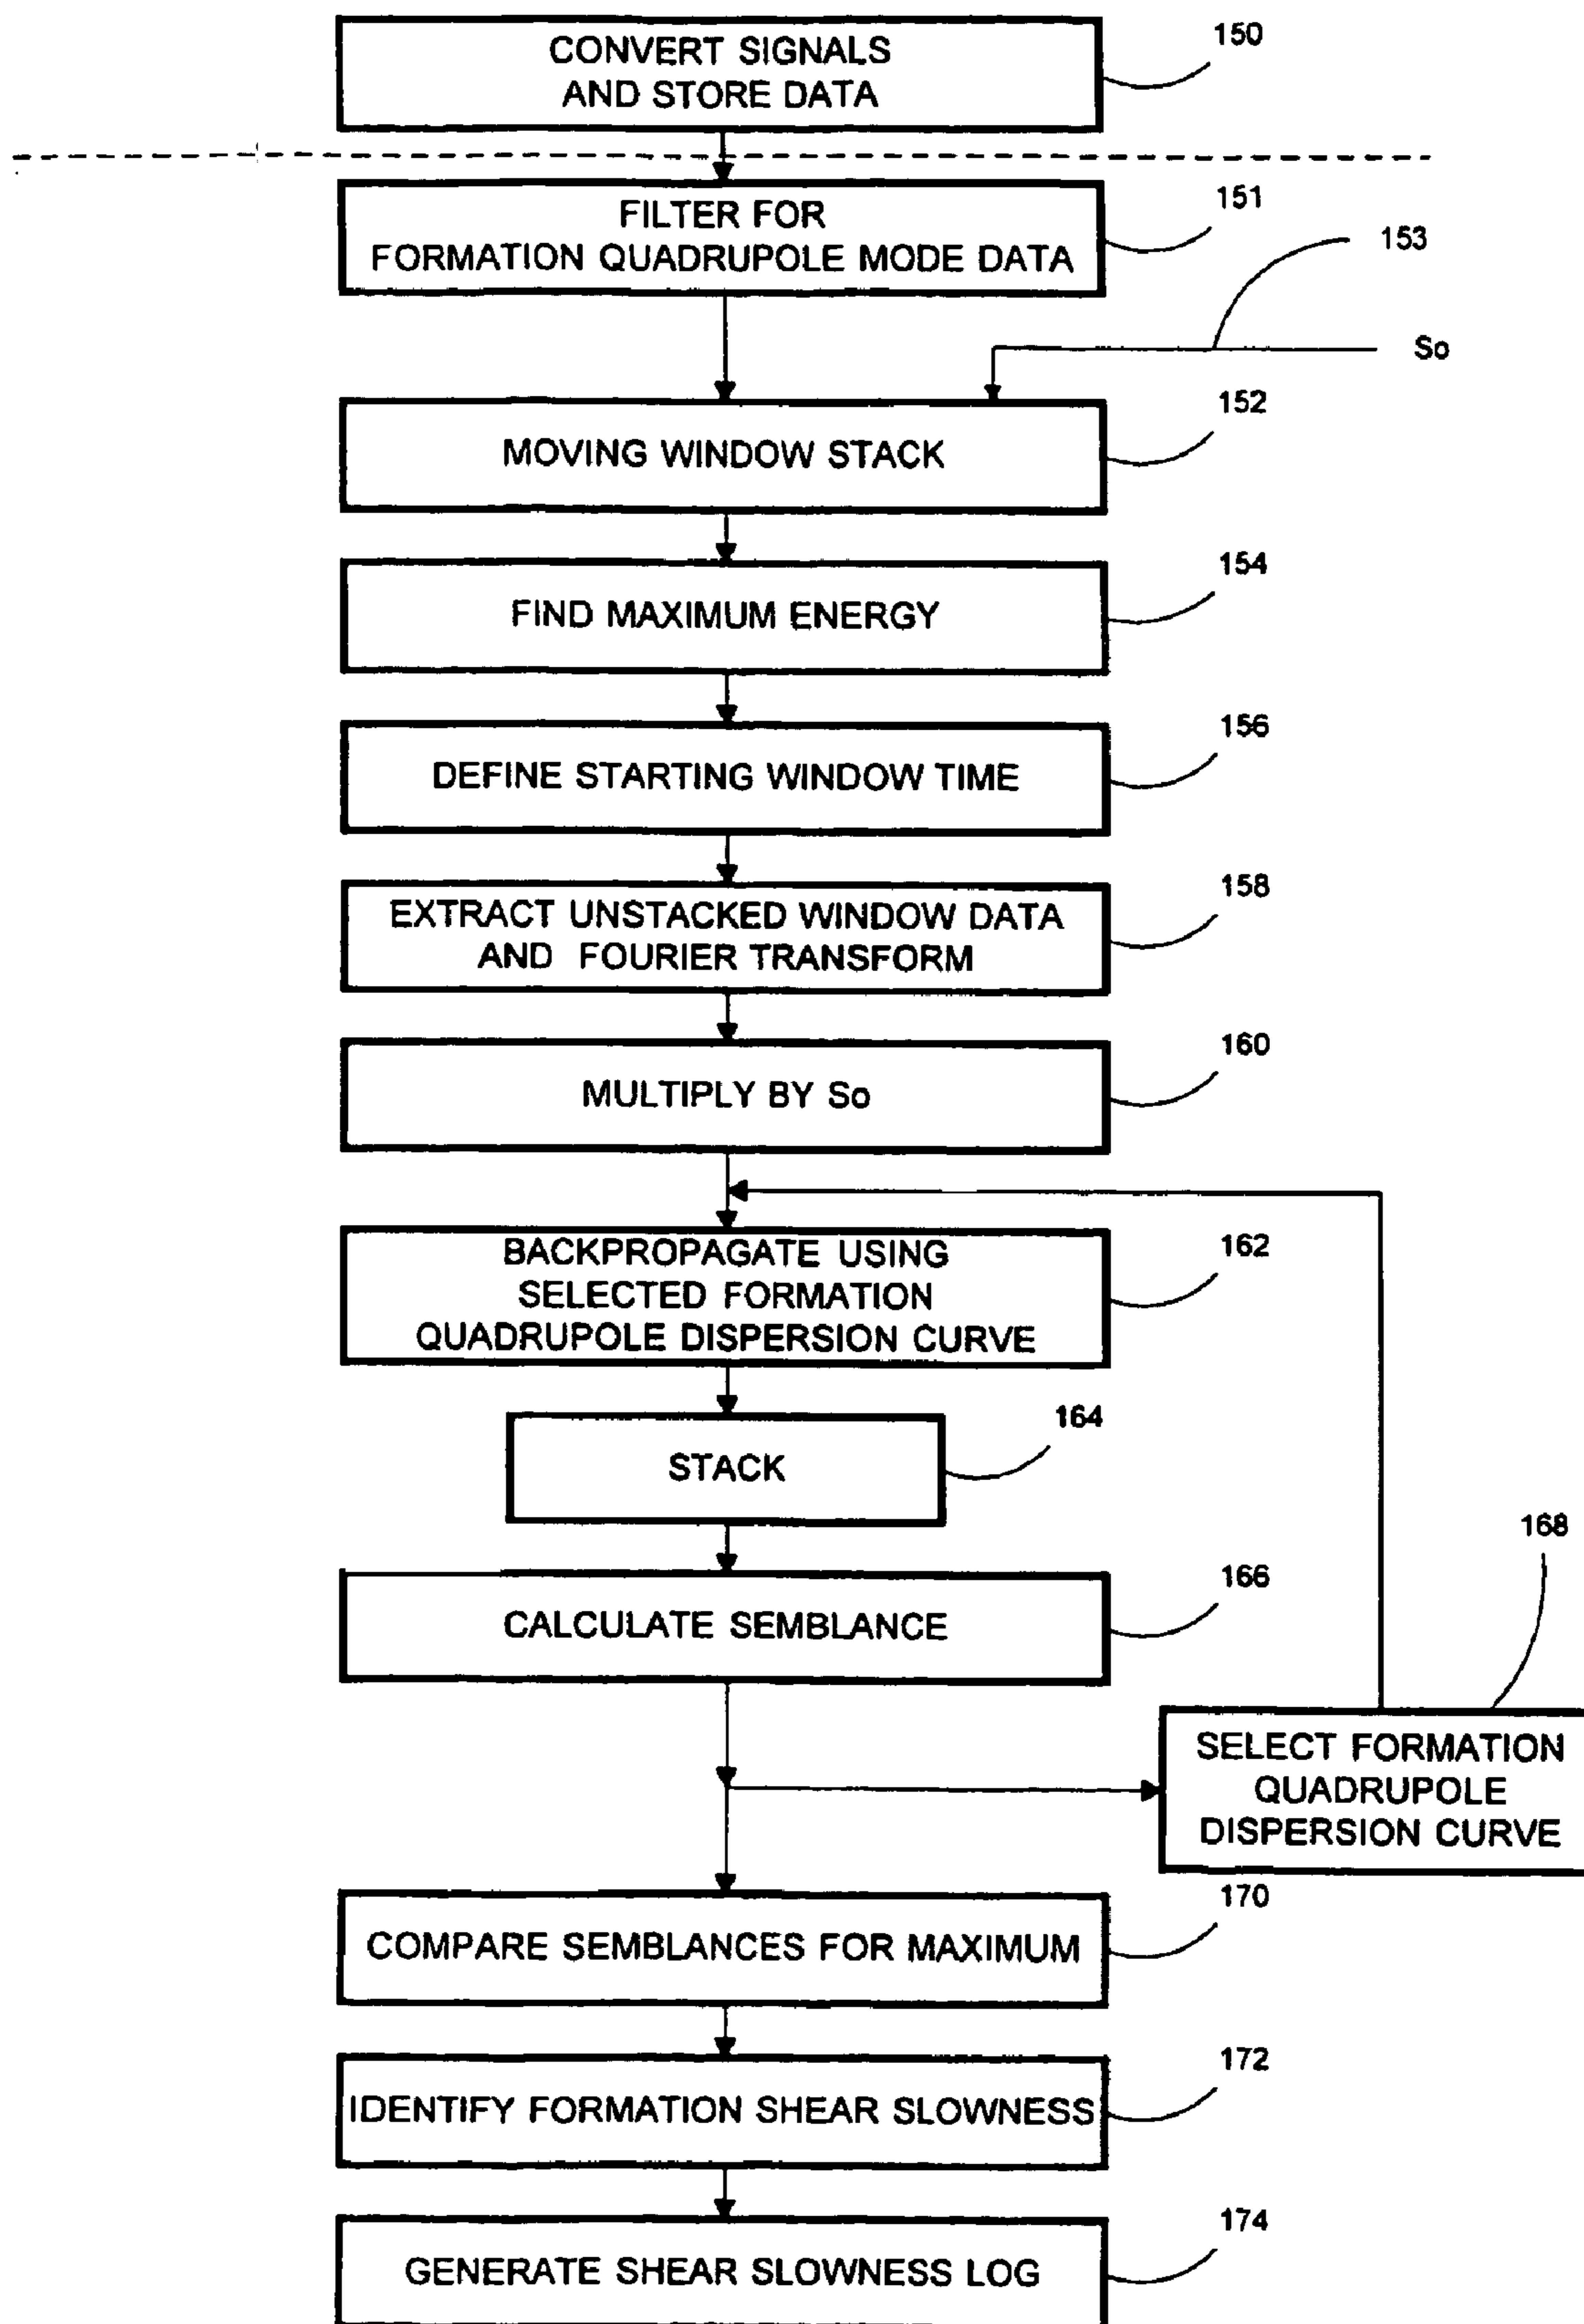 CONVERT SIGNALS
AND STORE DATA
150
FILTER FOR
FORMATION QUADRUPOLE MODE DATA
151
153
So
MOVING WINDOW STACK
152
FIND MAXIMUM ENERGY
154
DEFINE STARTING WINDOW TIME
156
EXTRACT UNSTACKED WINDOW DATA
AND FOURIER TRANSFORM
158
MULTIPLY BY So
160
BACKPROPAGATE USING
SELECTED FORMATION
QUADRUPOLE DISPERSION CURVE
162
STACK
164
CALCULATE SEMBLANCE
166
168
SELECT FORMATION
QUADRUPOLE
DISPERSION CURVE
COMPARE SEMBLANCES FOR MAXIMUM
170
IDENTIFY FORMATION SHEAR SLOWNESS
172
GENERATE SHEAR SLOWNESS LOG
174